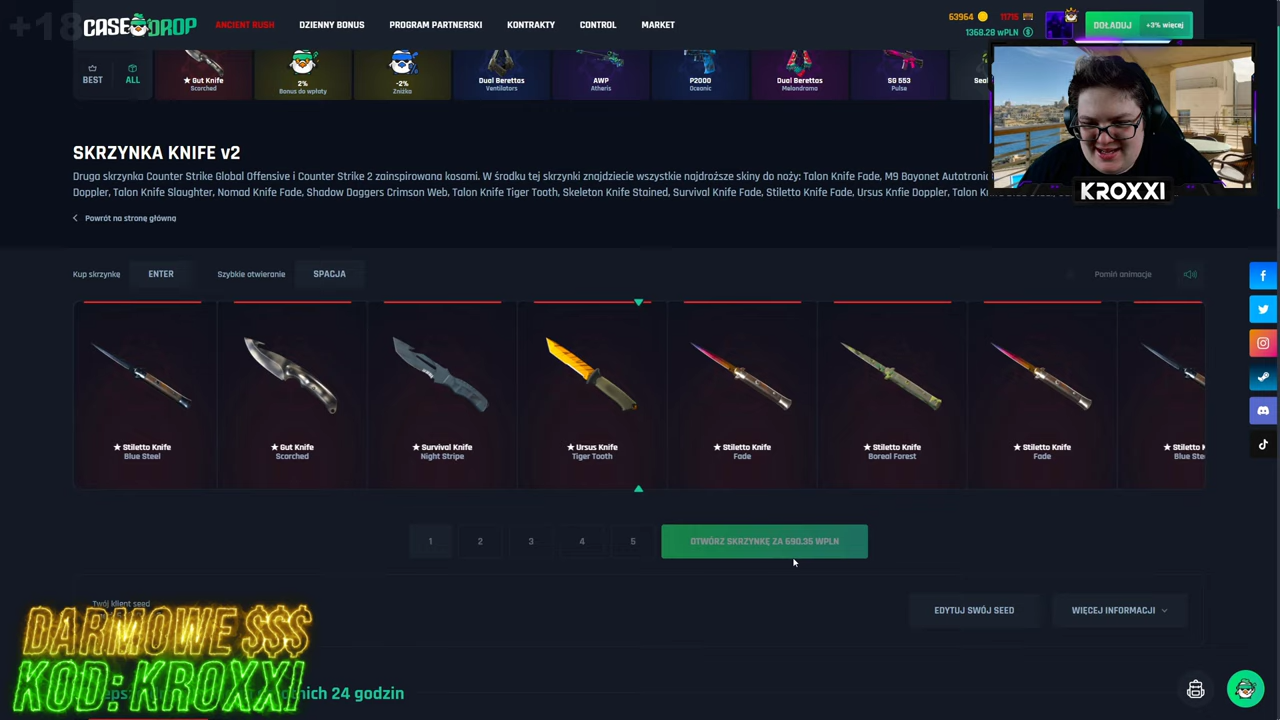 +18
CASE DROP
ANCIENT RUSH
DZIENNY BONUS
PROGRAM PARTNERSKI
KONTRAKTY
CONTROL
MARKET
63964
11715
1368.28 wPLN
DOŁADUJ
+3% więcej
BEST
ALL
★ Gut Knife
Scorched
2%
Bonus do wpłaty
-2%
Zniżka
Dual Berettas
Ventilators
AWP
Atheris
P2000
Oceanic
Dual Berettas
Melondrama
SG 553
Pulse
KROXXI
SKRZYNKA KNIFE v2
Druga skrzynka Counter Strike Global Offensive i Counter Strike 2 zainspirowana kosami. W środku tej skrzynki znajdziecie wszystkie najdroższe skiny do noży: Talon Knife Fade, M9 Bayonet Autotronic
Doppler, Talon Knife Slaughter, Nomad Knife Fade, Shadow Daggers Crimson Web, Talon Knife Tiger Tooth, Skeleton Knife Stained, Survival Knife Fade, Stiletto Knife Fade, Ursus Knfie Doppler, Talon
Powrót na stronę główną
Kup skrzynkę
ENTER
Szybkie otwieranie
SPACJA
Pomiń animacje
★ Stiletto Knife
Blue Steel
★ Gut Knife
Scorched
★ Survival Knife
Night Stripe
★ Ursus Knife
Tiger Tooth
★ Stiletto Knife
Fade
★ Stiletto Knife
Boreal Forest
★ Stiletto Knife
Fade
★ Stiletto K
Blue Ste
1
2
3
4
5
OTWÓRZ SKRZYNKĘ ZA 690.35 WPLN
Twój klient seed
EDYTUJ SWÓJ SEED
WIĘCEJ INFORMACJI
DARMOWE $$$
KOD: KROXXI
24 godzin